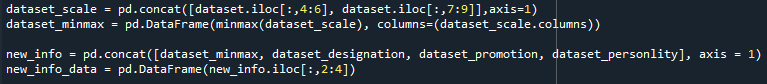 dataset_scale = pd.concat([dataset.iloc[:,4:6], dataset.iloc[:,7:9]],axis=1)
dataset_minmax = pd.DataFrame(minmax(dataset_scale), columns=(dataset_scale.columns))
new_info = pd.concat([dataset_minmax, dataset_designation, dataset_promotion, dataset_personlity], axis = 1)
new_info_data = pd.DataFrame(new_info.iloc[:,2:4])